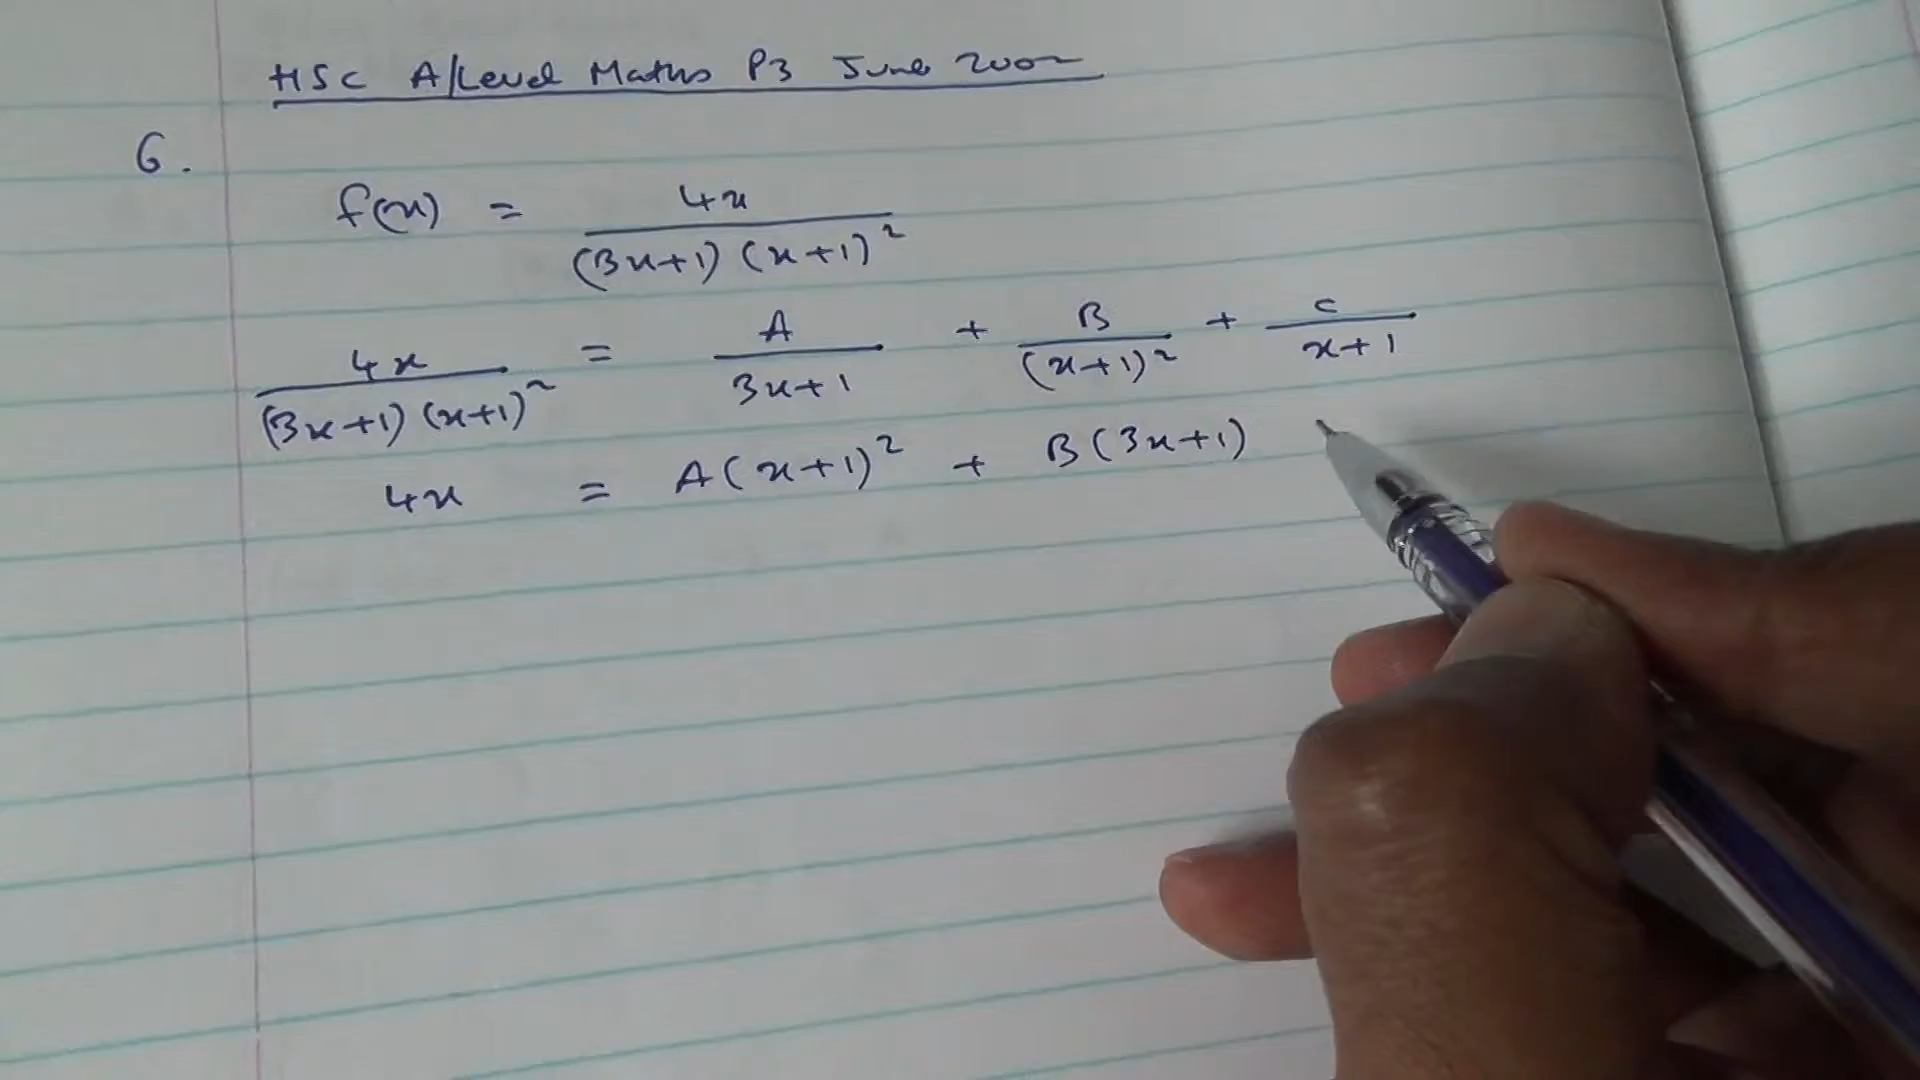 HSC A/Level Maths P3 June 2002
6.
f(x) = 4x / (3x+1)(x+1)²
4x / (3x+1)(x+1)² = A / 3x+1 + B / (x+1)² + C / x+1
4x = A(x+1)² + B(3x+1)